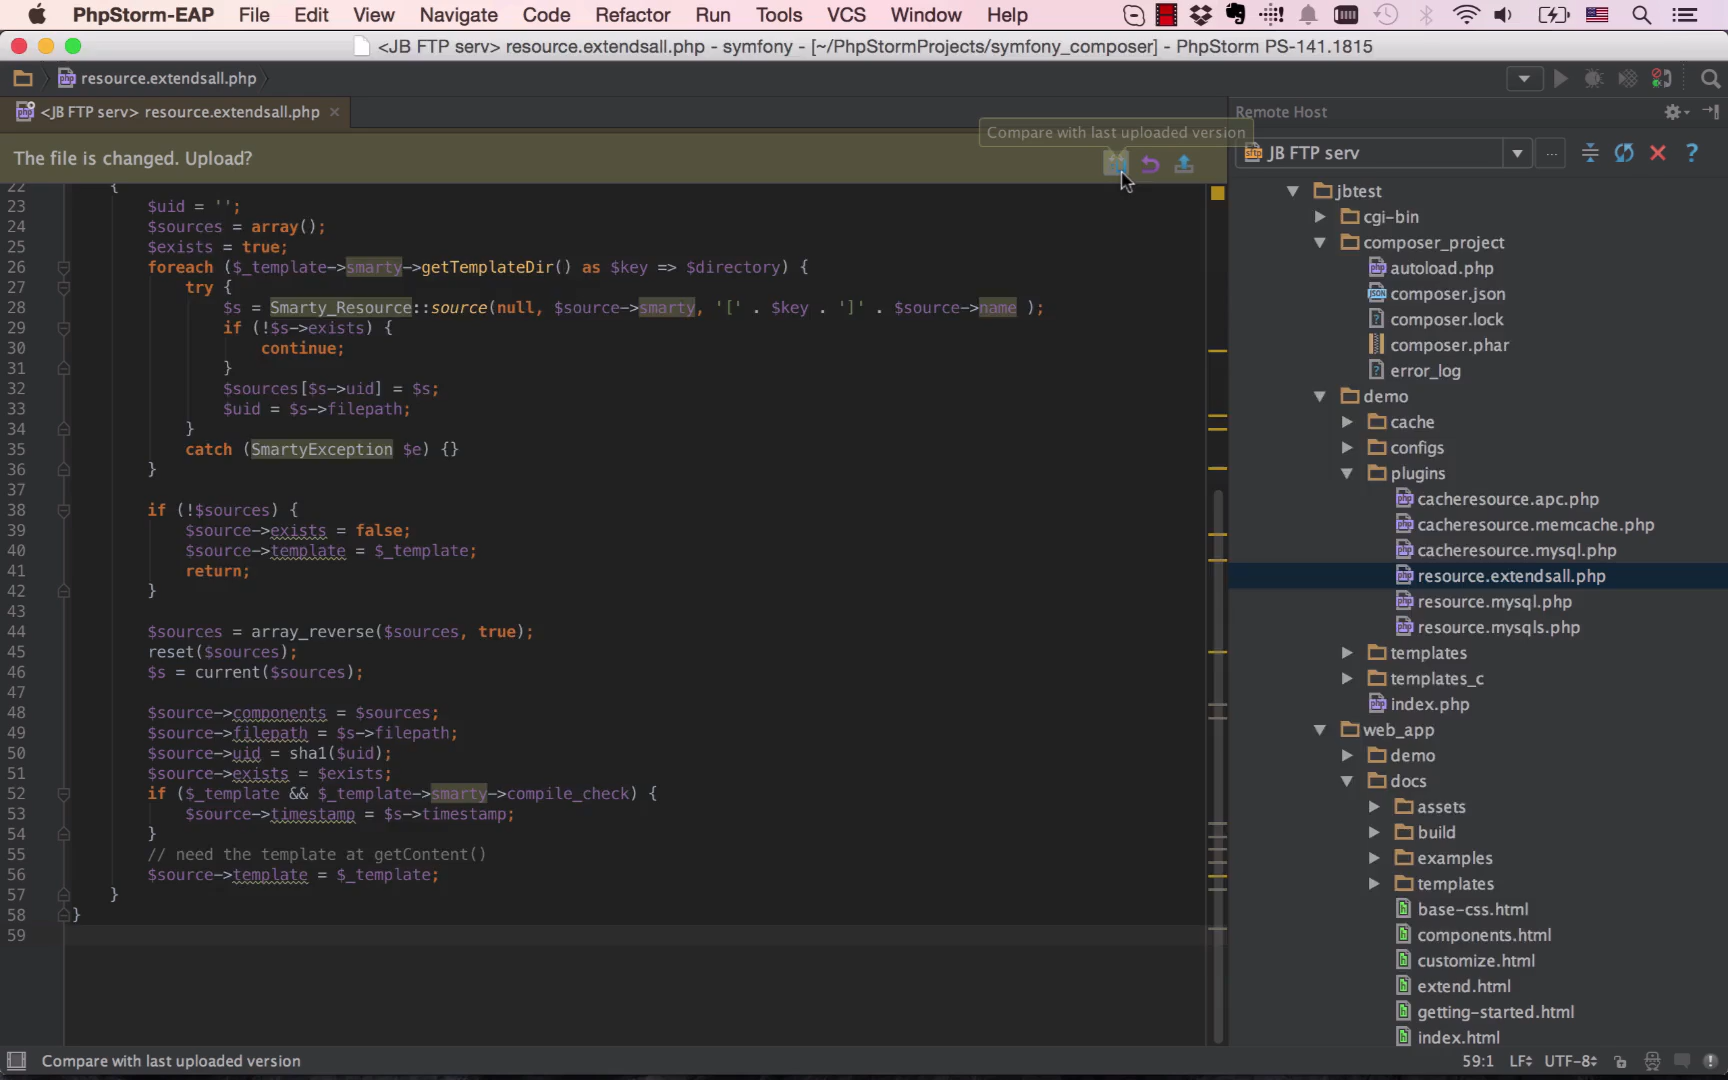 PhpStorm-EAP File Edit View Navigate Code Refactor Run Tools VCS Window Help
<JB FTP serv> resource.extendsall.php - symfony - [~/PhpStormProjects/symfony_composer] - PhpStorm PS-141.1815
resource.extendsall.php
<JB FTP serv> resource.extendsall.php
Compare with last uploaded version
The file is changed. Upload?
22 {
23 $uid = '';
24 $sources = array();
25 $exists = true;
26 foreach ($_template->smarty->getTemplateDir() as $key => $directory) {
27 try {
28 $s = Smarty_Resource::source(null, $source->smarty, '[' . $key . ']' . $source->name );
29 if (!$s->exists) {
30 continue;
31 }
32 $sources[$s->uid] = $s;
33 $uid = $s->filepath;
34 }
35 catch (SmartyException $e) {}
36 }
37
38 if (!$sources) {
39 $source->exists = false;
40 $source->template = $_template;
41 return;
42 }
43
44 $sources = array_reverse($sources, true);
45 reset($sources);
46 $s = current($sources);
47
48 $source->components = $sources;
49 $source->filepath = $s->filepath;
50 $source->uid = sha1($uid);
51 $source->exists = $exists;
52 if ($_template && $_template->smarty->compile_check) {
53 $source->timestamp = $s->timestamp;
54 }
55 // need the template at getContent()
56 $source->template = $_template;
57 }
58 }
59
Remote Host
JB FTP serv ... ?
jbtest
cgi-bin
composer_project
autoload.php
composer.json
composer.lock
composer.phar
error_log
demo
cache
configs
plugins
cacheresource.apc.php
cacheresource.memcache.php
cacheresource.mysql.php
resource.extendsall.php
resource.mysql.php
resource.mysqls.php
templates
templates_c
index.php
web_app
demo
docs
assets
build
examples
templates
base-css.html
components.html
customize.html
extend.html
getting-started.html
index.html
Compare with last uploaded version 59:1 LF UTF-8